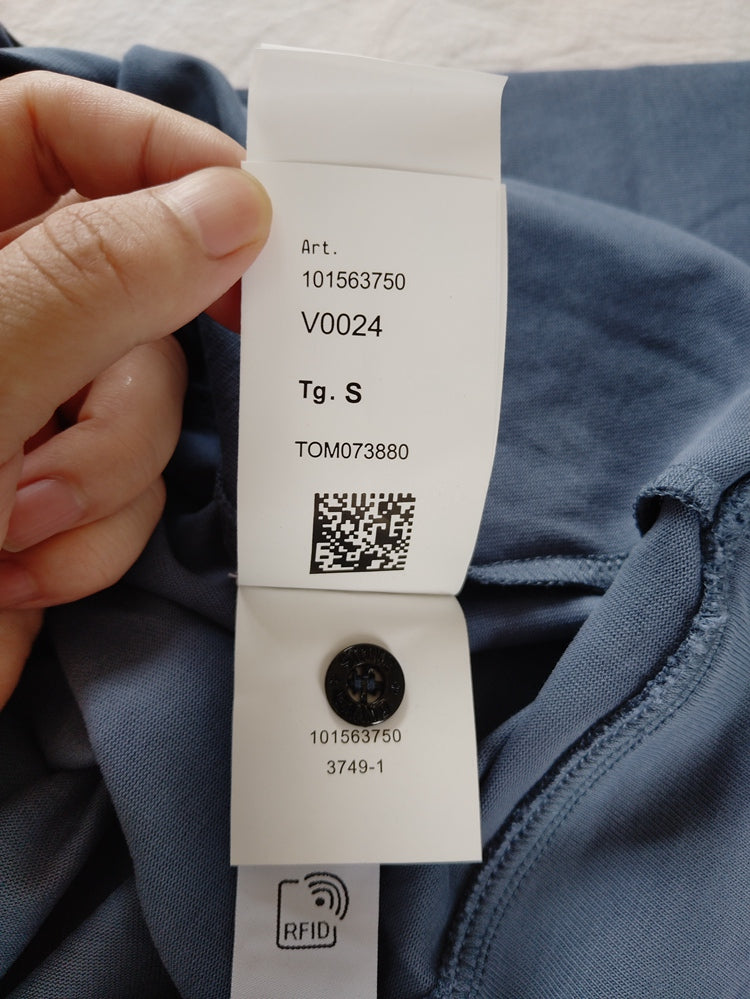 Art.
101563750
V0024
Tg. S
TOM073880
101563750
3749-1
RFID